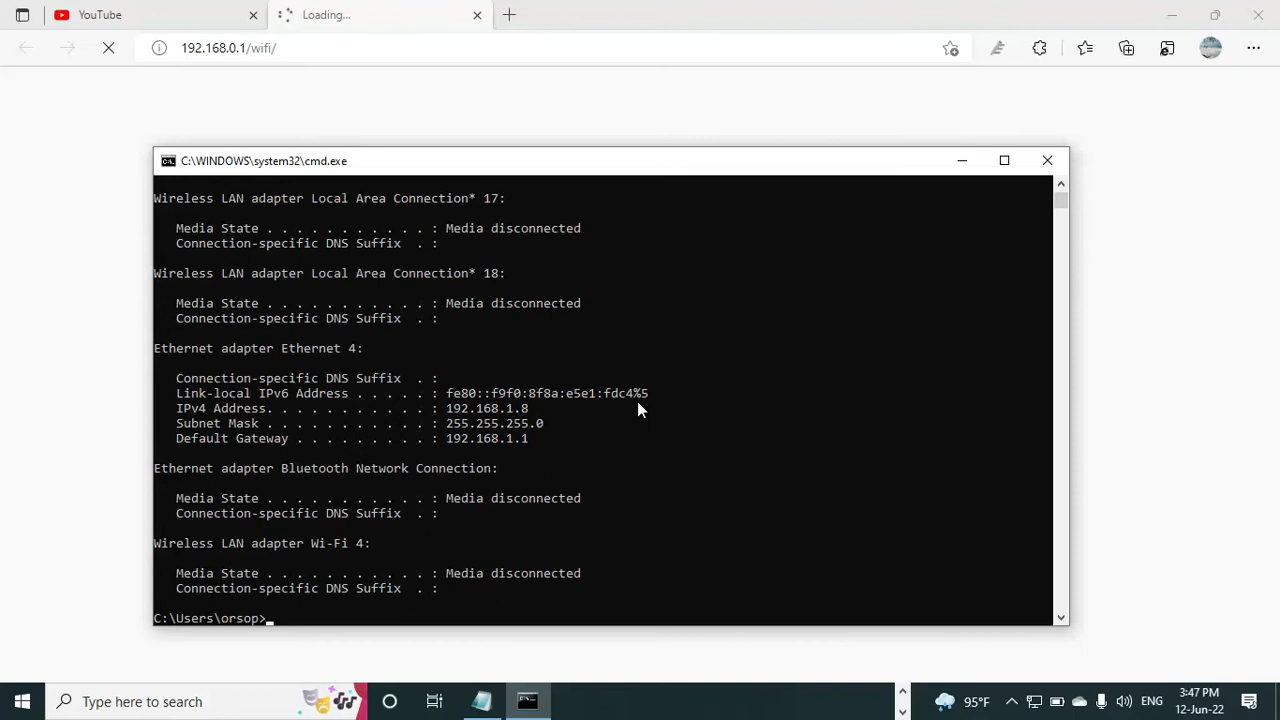 YouTube
Loading...
192.168.0.1/wifi/
C:\WINDOWS\system32\cmd.exe
Wireless LAN adapter Local Area Connection* 17:
Media State . . . . . . . . . . . : Media disconnected
Connection-specific DNS Suffix  . :
Wireless LAN adapter Local Area Connection* 18:
Media State . . . . . . . . . . . : Media disconnected
Connection-specific DNS Suffix  . :
Ethernet adapter Ethernet 4:
Connection-specific DNS Suffix  . :
Link-local IPv6 Address . . . . . : fe80::f9f0:8f8a:e5e1:fdc4%5
IPv4 Address. . . . . . . . . . . : 192.168.1.8
Subnet Mask . . . . . . . . . . . : 255.255.255.0
Default Gateway . . . . . . . . . : 192.168.1.1
Ethernet adapter Bluetooth Network Connection:
Media State . . . . . . . . . . . : Media disconnected
Connection-specific DNS Suffix  . :
Wireless LAN adapter Wi-Fi 4:
Media State . . . . . . . . . . . : Media disconnected
Connection-specific DNS Suffix  . :
C:\Users\orsop>
Type here to search
95°F
ENG
3:47 PM
12-Jun-22